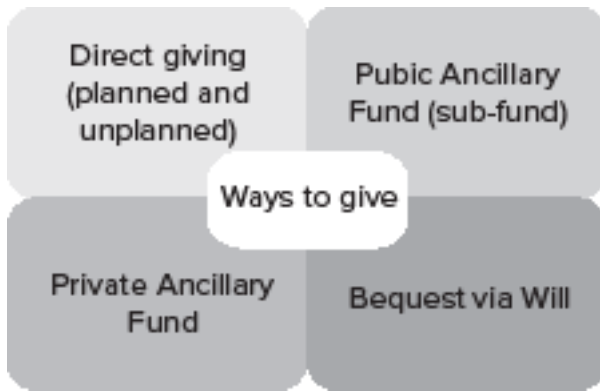 Direct giving
(planned and
unplanned)
Pubic Ancillary
Fund (sub-fund)
Ways to give
Private Ancillary
Fund
Bequest via Will